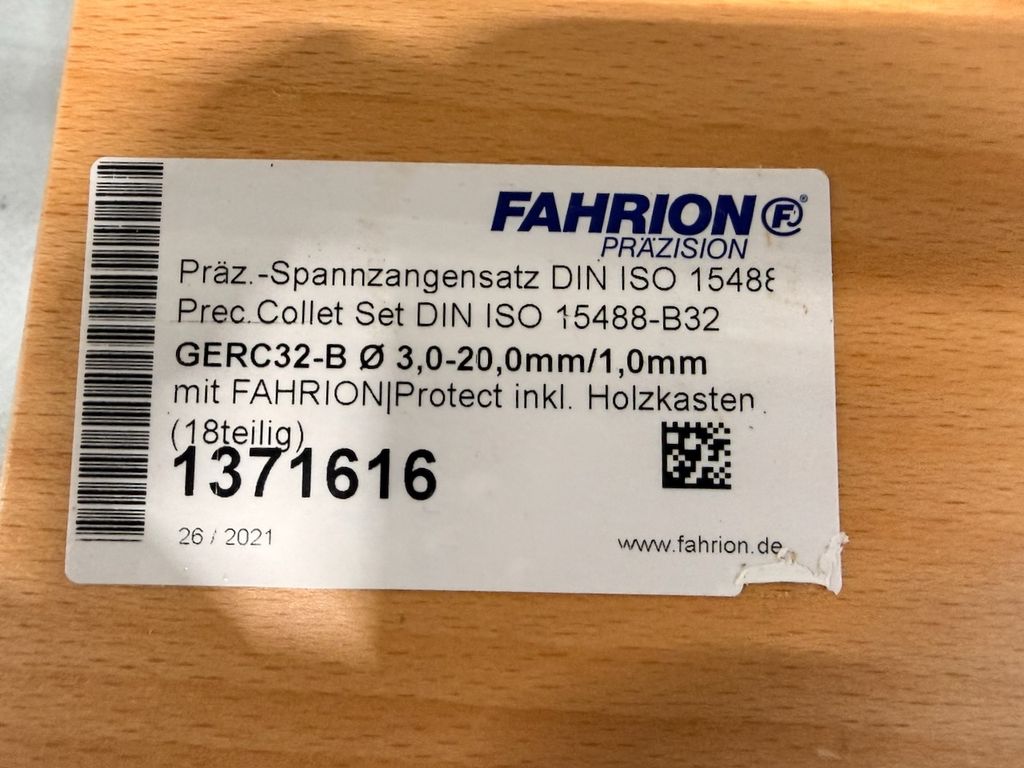 FAHRION F®
PRÄZISION
Präz.-Spannzangensatz DIN ISO 15488
Prec.Collet Set DIN ISO 15488-B32
GERC32-B Ø 3,0-20,0mm/1,0mm
mit FAHRION|Protect inkl. Holzkasten
(18teilig)
1371616
26 / 2021
www.fahrion.de